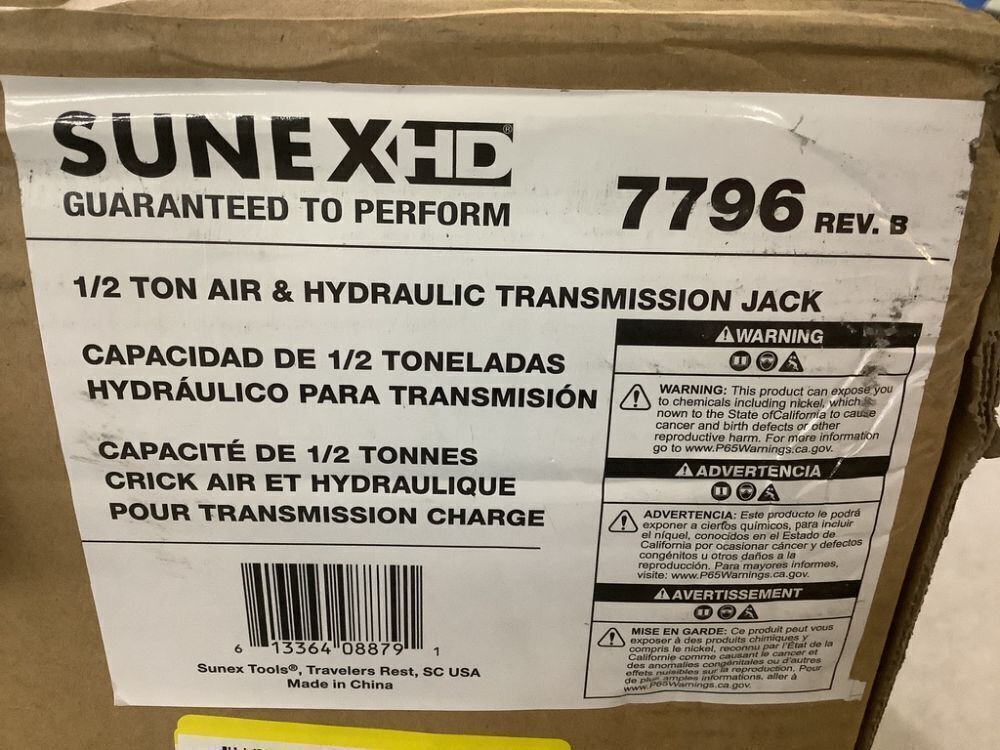 SUNEX HD®
GUARANTEED TO PERFORM
7796 REV. B
1/2 TON AIR & HYDRAULIC TRANSMISSION JACK
CAPACIDAD DE 1/2 TONELADAS
HYDRÁULICO PARA TRANSMISIÓN
CAPACITÉ DE 1/2 TONNES
CRICK AIR ET HYDRAULIQUE
POUR TRANSMISSION CHARGE
6 13364 08879 1
Sunex Tools®, Travelers Rest, SC USA
Made in China
WARNING
WARNING: This product can expose you
to chemicals including nickel, which is
nown to the State ofCalifornia to cause
cancer and birth defects or other
reproductive harm. For more information
go to www.P65Warnings.ca.gov.
ADVERTENCIA
ADVERTENCIA: Este producto le podrá
exponer a ciertos químicos, para incluir
el níquel, conocidos en el Estado de
California por ocasionar cáncer y defectos
congénitos u otros daños a la
reproducción. Para mayores informes,
visite: www.P65Warnings.ca.gov.
AVERTISSEMENT
MISE EN GARDE: Ce produit peut vous
exposer à des produits chimiques y
compris le nickel, reconnu par l'État de la
Californie comme causant le cancer et
des anomalies congénitales ou d'autres
effets nuisibles sur la reproduction. Pour
de plus amples informations, aller à
www.P65Warnings.ca.gov.